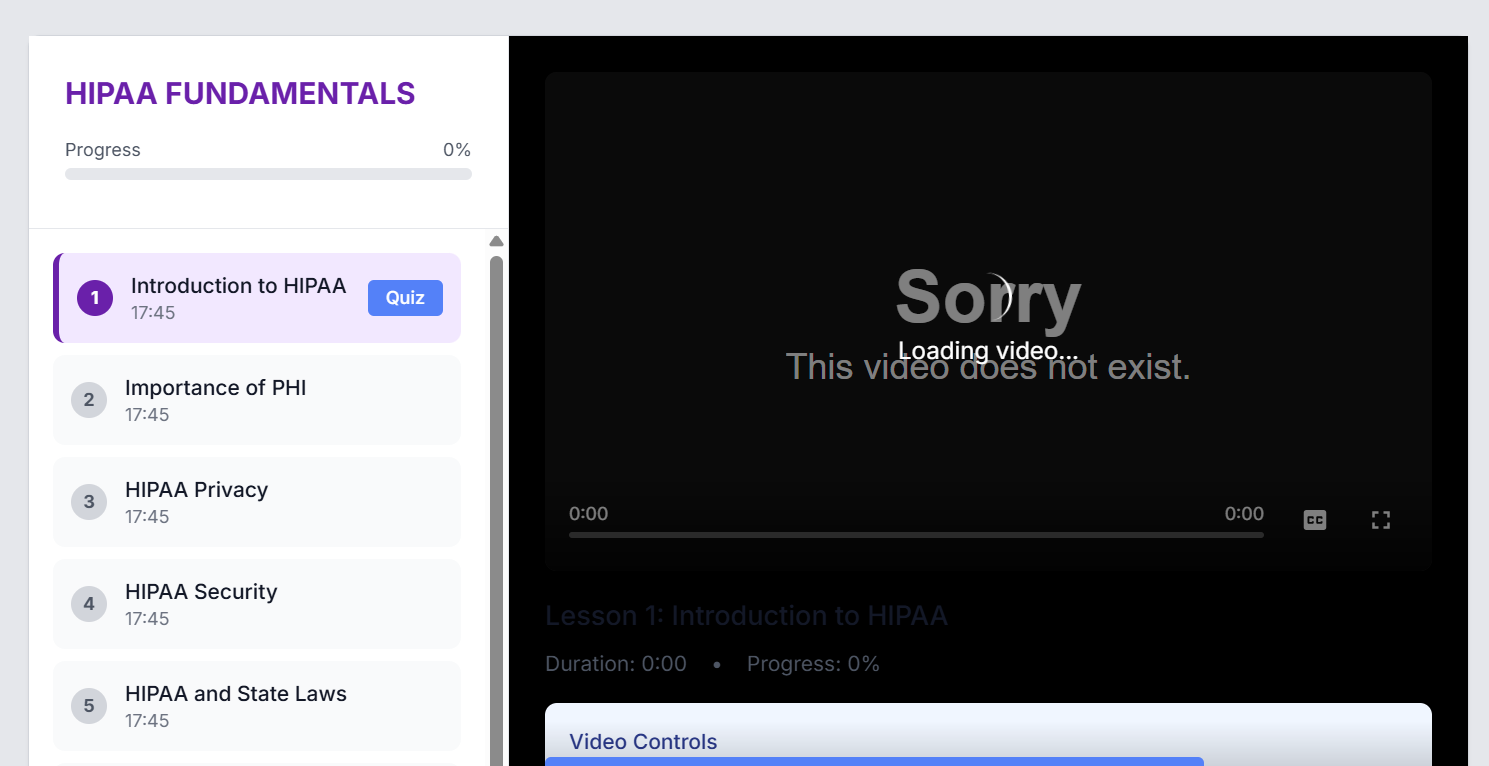 HIPAA FUNDAMENTALS
Progress 0%
1 Introduction to HIPAA Quiz
17:45
2 Importance of PHI
17:45
3 HIPAA Privacy
17:45
4 HIPAA Security
17:45
5 HIPAA and State Laws
17:45
Sorry
Loading video...
This video does not exist.
0:00 0:00 CC
Lesson 1: Introduction to HIPAA
Duration: 0:00 • Progress: 0%
Video Controls